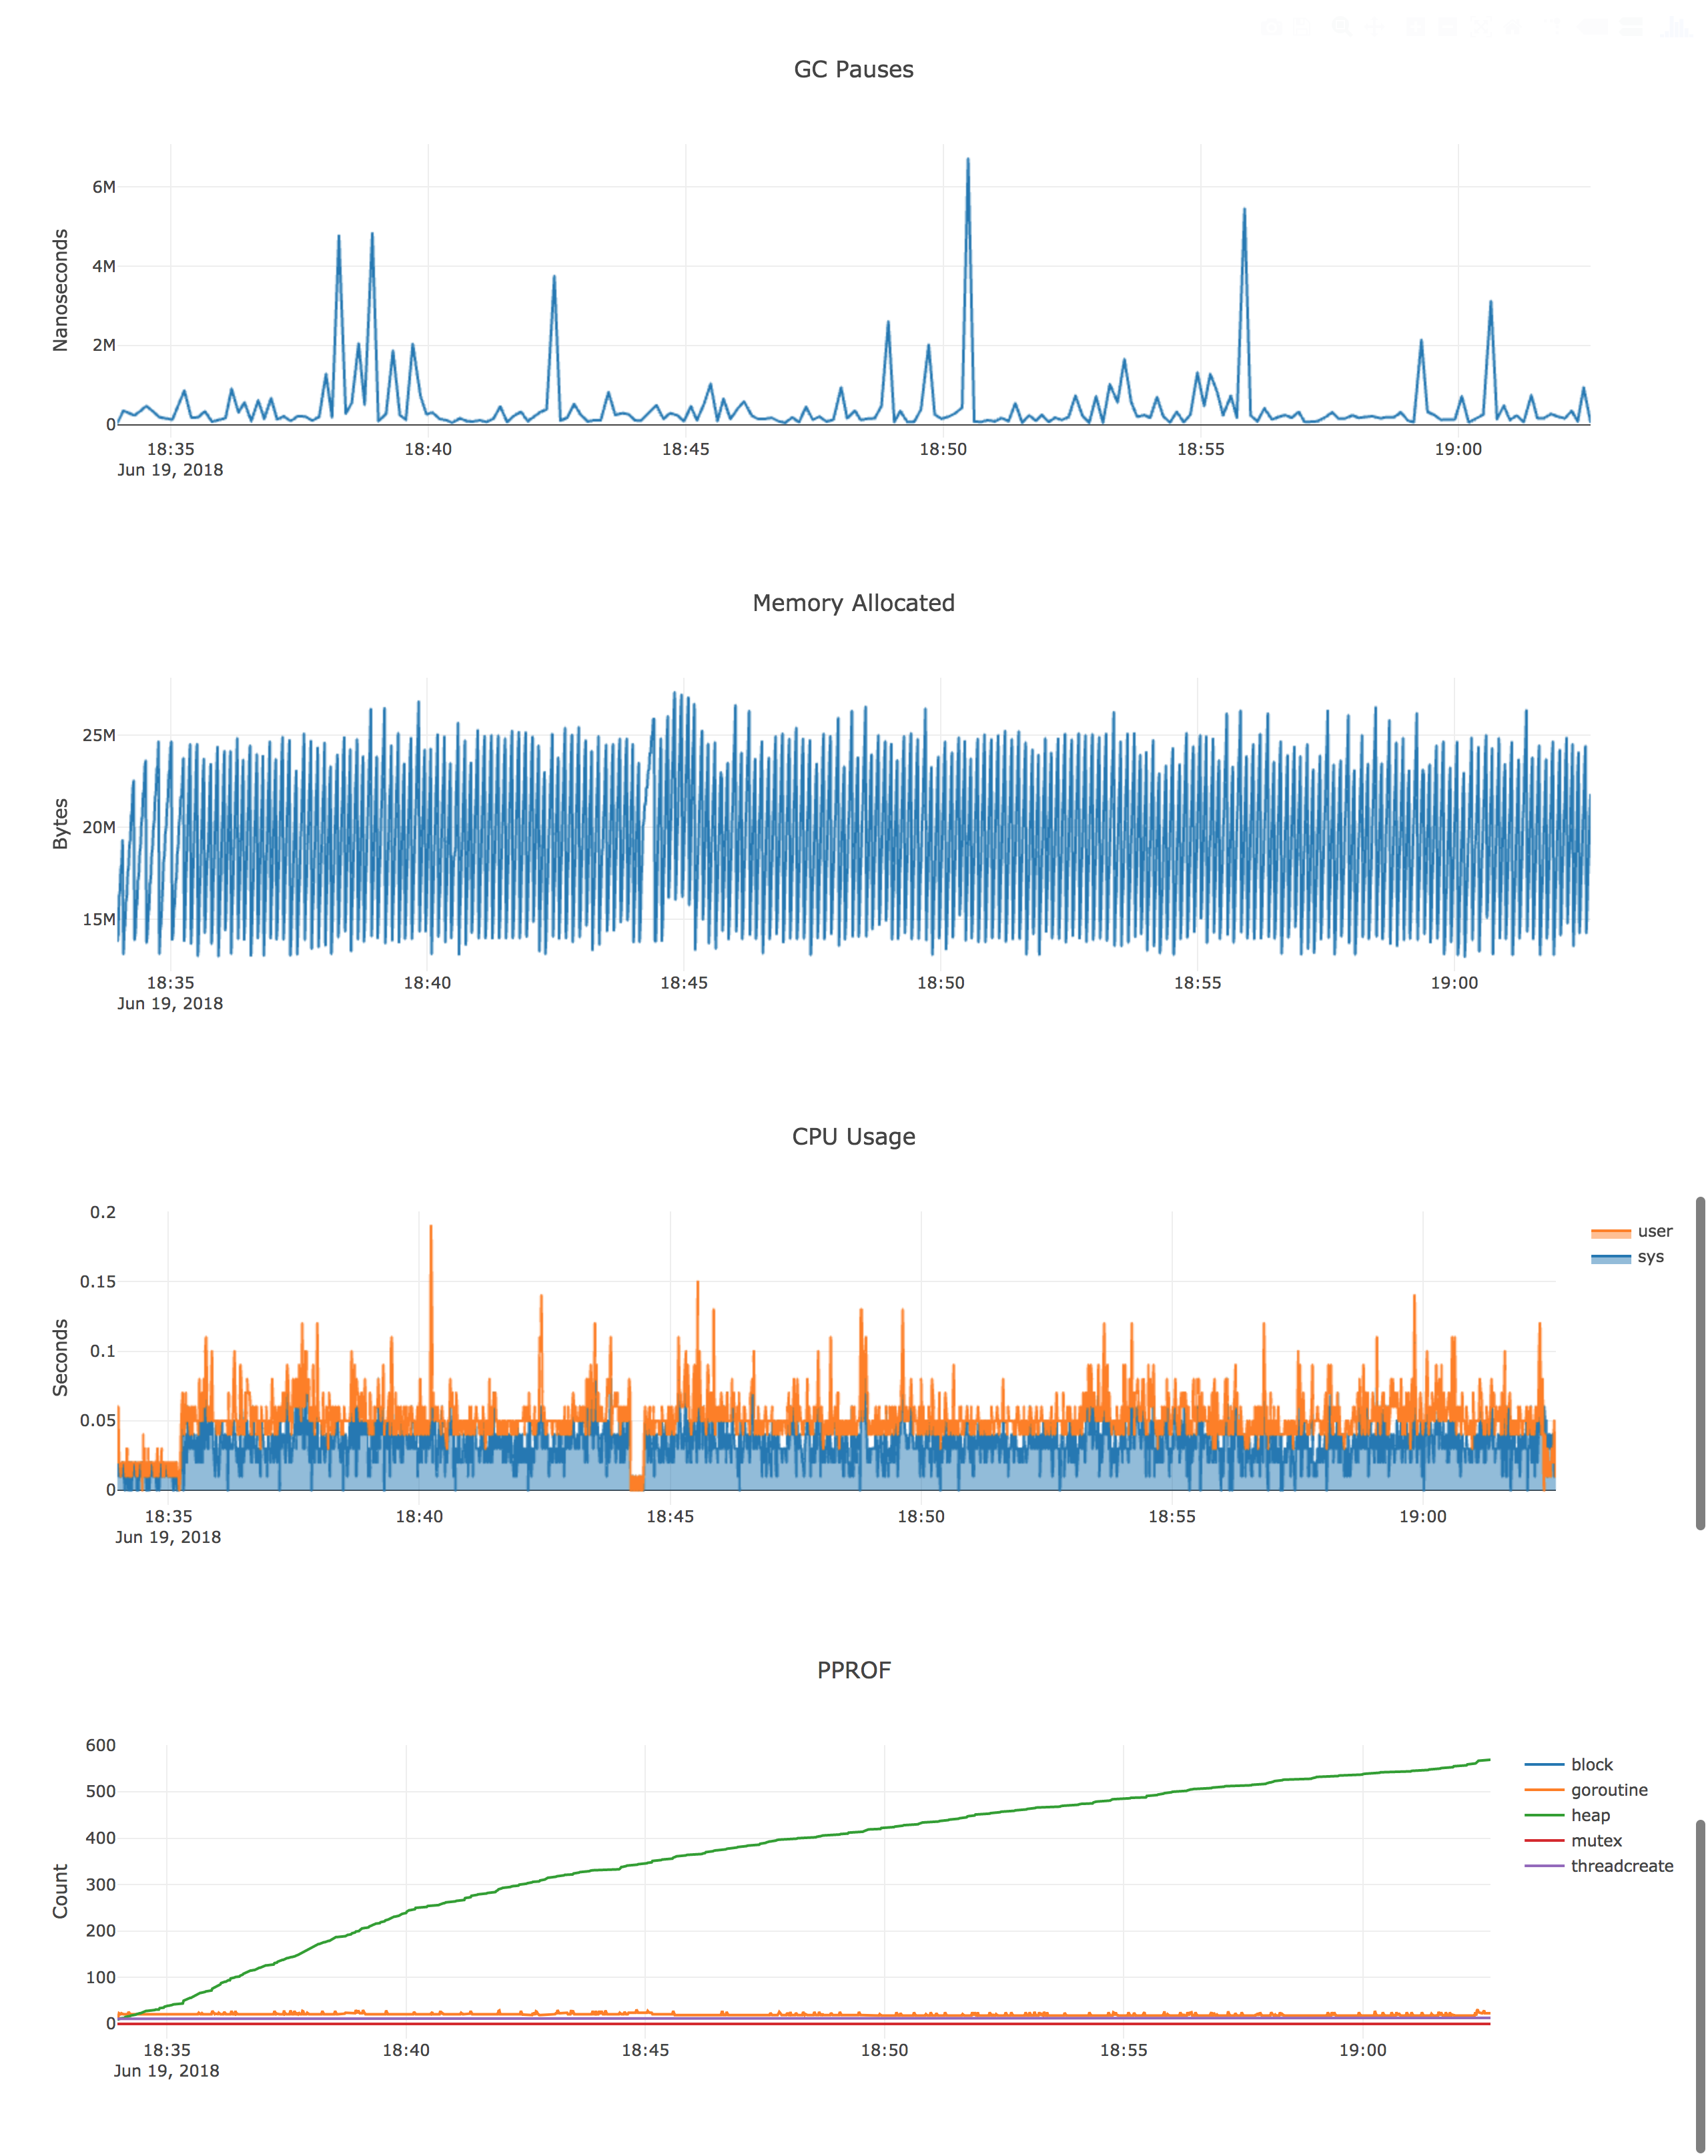 GC Pauses
6M
4M
2M
0
Nanoseconds
18:35 18:40 18:45 18:50 18:55 19:00
Jun 19, 2018
Memory Allocated
25M
20M
15M
Bytes
18:35 18:40 18:45 18:50 18:55 19:00
Jun 19, 2018
CPU Usage
0.2
0.15
0.1
0.05
0
Seconds
user
sys
18:35 18:40 18:45 18:50 18:55 19:00
Jun 19, 2018
PPROF
600
500
400
300
200
100
0
Count
block
goroutine
heap
mutex
threadcreate
18:35 18:40 18:45 18:50 18:55 19:00
Jun 19, 2018